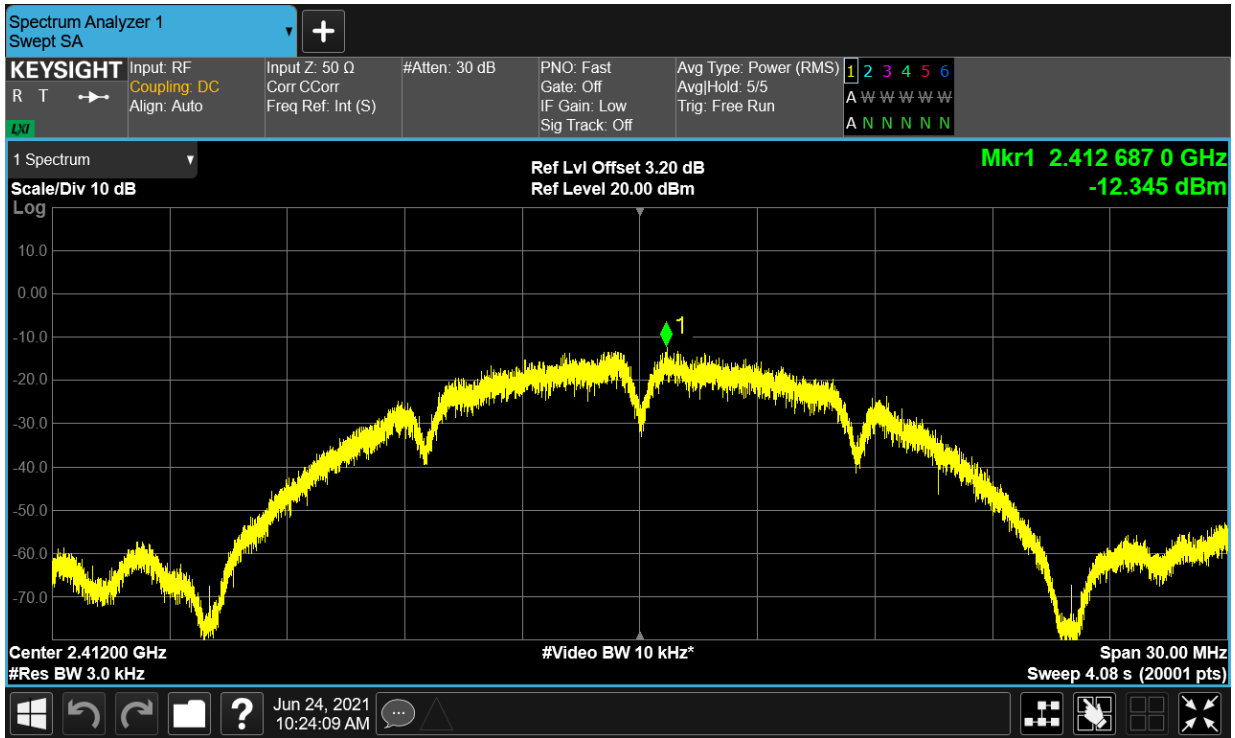 Spectrum Analyzer 1
Swept SA
KEYSIGHT
R T
LXI
Input: RF
Coupling: DC
Align: Auto
Input Z: 50 Ω
Corr CCorr
Freq Ref: Int (S)
#Atten: 30 dB
PNO: Fast
Gate: Off
IF Gain: Low
Sig Track: Off
Avg Type: Power (RMS)
Avg|Hold: 5/5
Trig: Free Run
1 2 3 4 5 6
A W W W W W
A N N N N N
1 Spectrum
Scale/Div 10 dB
Log
Ref Lvl Offset 3.20 dB
Ref Level 20.00 dBm
Mkr1 2.412 687 0 GHz
-12.345 dBm
10.0
0.00
-10.0
-20.0
-30.0
-40.0
-50.0
-60.0
-70.0
1
Center 2.41200 GHz
#Res BW 3.0 kHz
#Video BW 10 kHz*
Span 30.00 MHz
Sweep 4.08 s (20001 pts)
?
Jun 24, 2021
10:24:09 AM